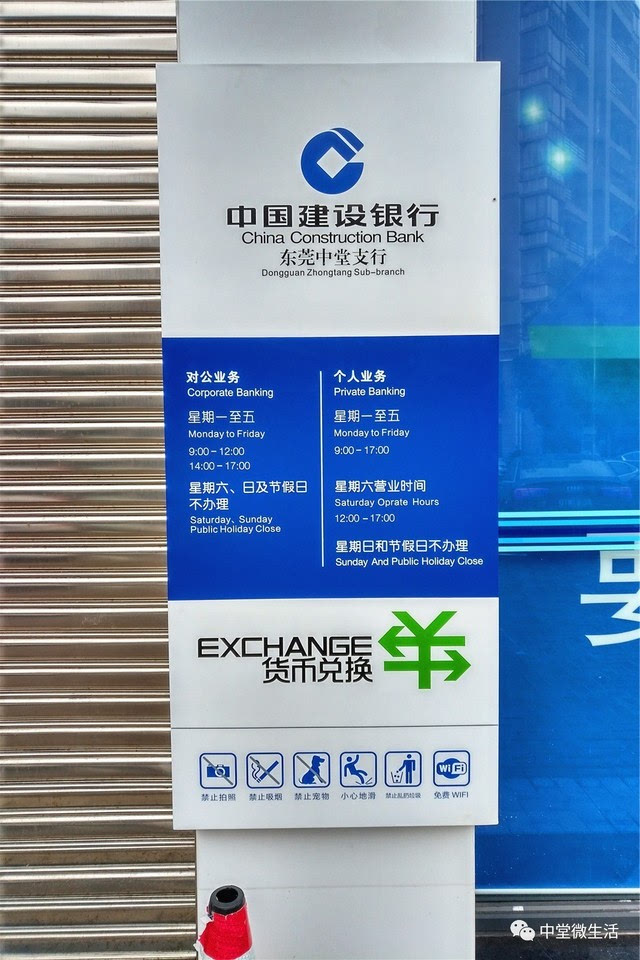 中国建设银行
China Construction Bank
东莞中堂支行
Dongguan Zhongtang Sub-branch
对公业务
Corporate Banking
星期一至五
Monday to Friday
9:00-12:00
14:00-17:00
星期六、日及节假日
不办理
Saturday、Sunday
Public Holiday Close
个人业务
Private Banking
星期一至五
Monday to Friday
9:00-17:00
星期六营业时间
Saturday Oprate Hours
12:00-17:00
星期日和节假日不办理
Sunday And Public Holiday Close
EXCHANGE
货币兑换
WiFi
禁止拍照
禁止吸烟
禁止宠物
小心地滑
禁止乱扔垃圾
免费 WIFI
中堂微生活